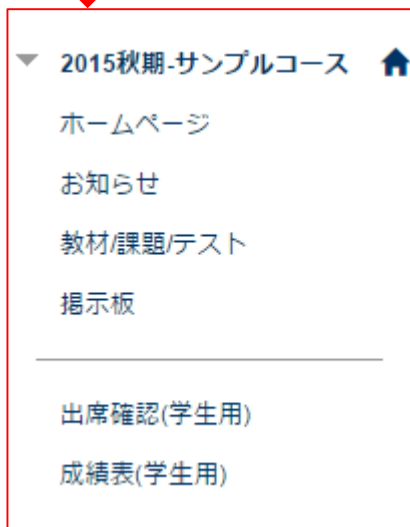 2015秋期-サンプルコース
ホームページ
お知らせ
教材/課題/テスト
掲示板
出席確認(学生用)
成績表(学生用)